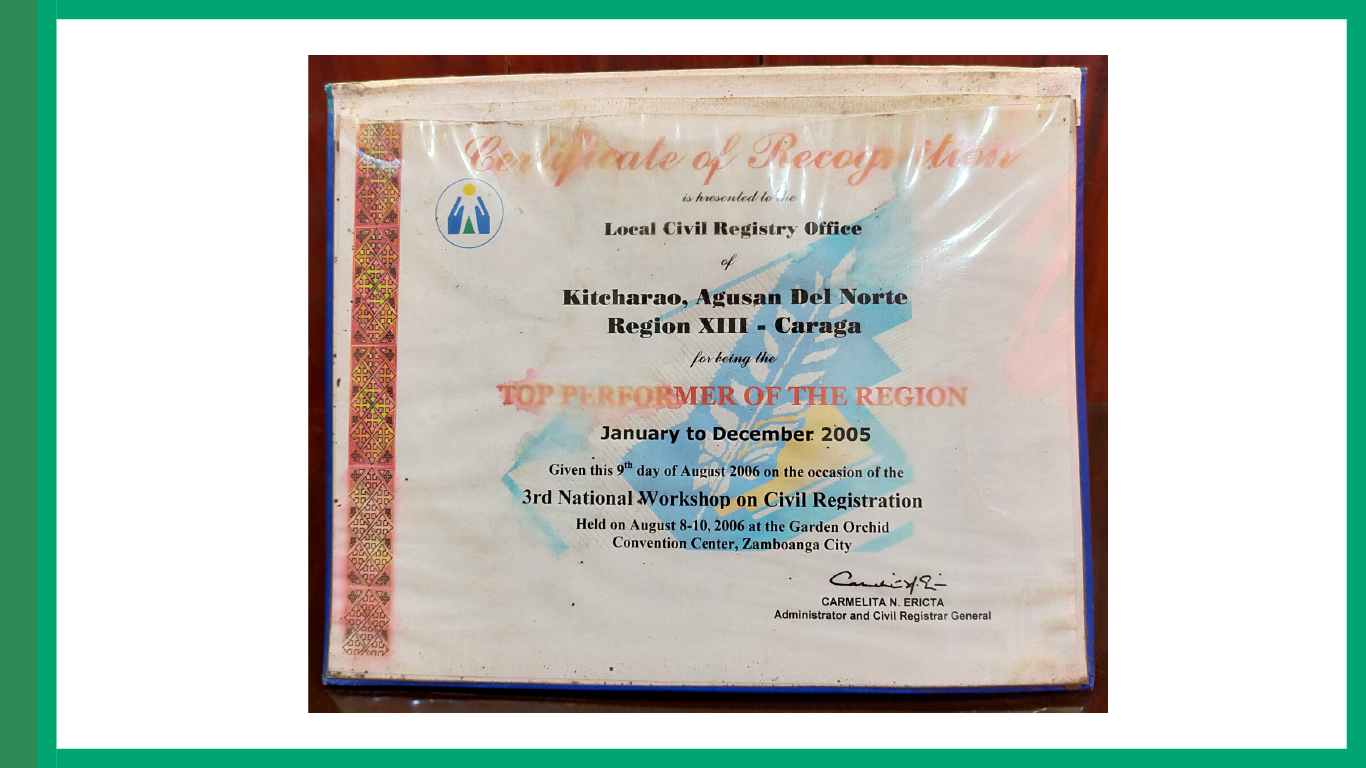 Certificate of Recognition
is presented to the
Local Civil Registry Office
of
Kitcharao, Agusan Del Norte
Region XIII - Caraga
for being the
TOP PERFORMER OF THE REGION
January to December 2005
Given this 9th day of August 2006 on the occasion of the
3rd National Workshop on Civil Registration
Held on August 8-10, 2006 at the Garden Orchid
Convention Center, Zamboanga City
CARMELITA N. ERICTA
Administrator and Civil Registrar General